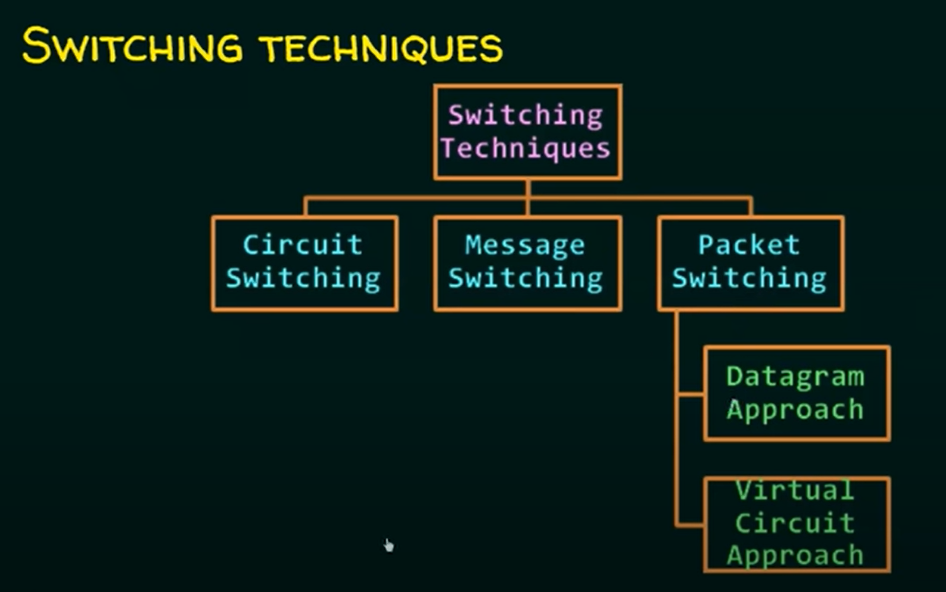 SWITCHING TECHNIQUES
Switching
Techniques
Circuit
Switching
Message
Switching
Packet
Switching
Datagram
Approach
Virtual
Circuit
Approach